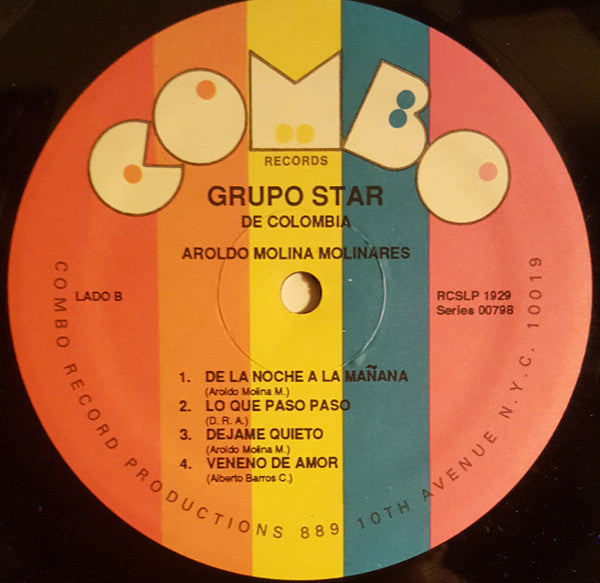 COMBO
RECORDS
GRUPO STAR
DE COLOMBIA
AROLDO MOLINA MOLINARES
LADO B
RCSLP 1929
Series 00798
1. DE LA NOCHE A LA MAÑANA
(Aroldo Molina M.)
2. LO QUE PASO PASO
(D. R. A.)
3. DEJAME QUIETO
(Aroldo Molina M.)
4. VENENO DE AMOR
(Alberto Barros C.)
COMBO RECORD PRODUCTIONS 889 10TH AVENUE N.Y.C. 10019